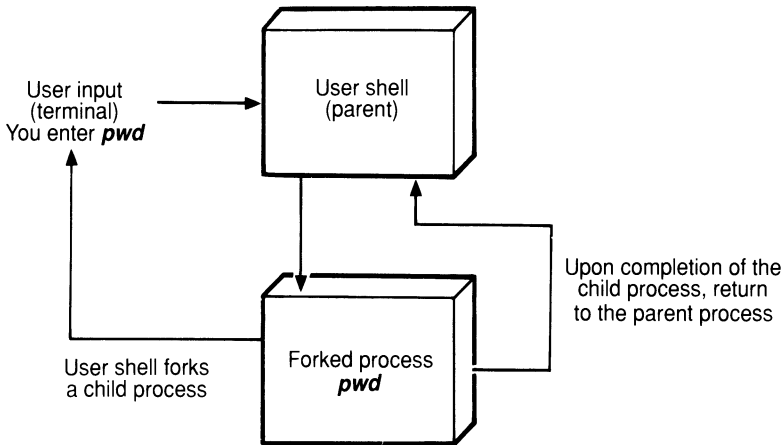 User input
(terminal)
You enter pwd
User shell
(parent)
Upon completion of the
child process, return
to the parent process
User shell forks
a child process
Forked process
pwd